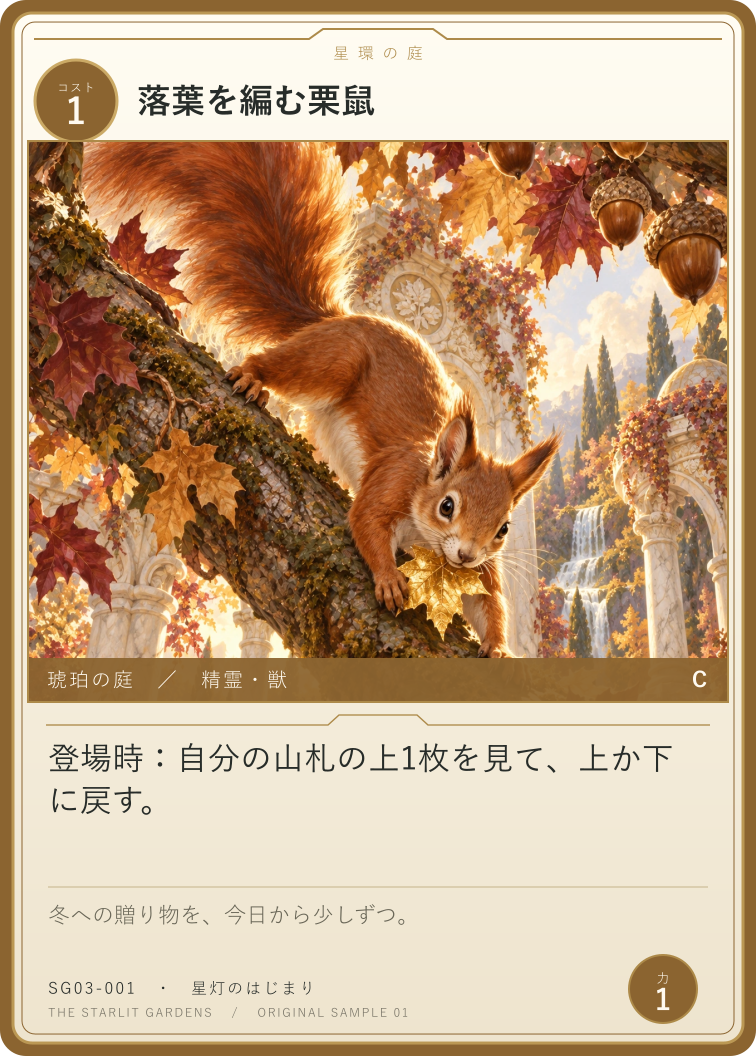 星環の庭
コスト
1
落葉を編む栗鼠
琥珀の庭 ／ 精霊・獣
C
登場時：自分の山札の上1枚を見て、上か下
に戻す。
冬への贈り物を、今日から少しずつ。
SG03-001 ・ 星灯のはじまり
THE STARLIT GARDENS / ORIGINAL SAMPLE 01
力
1